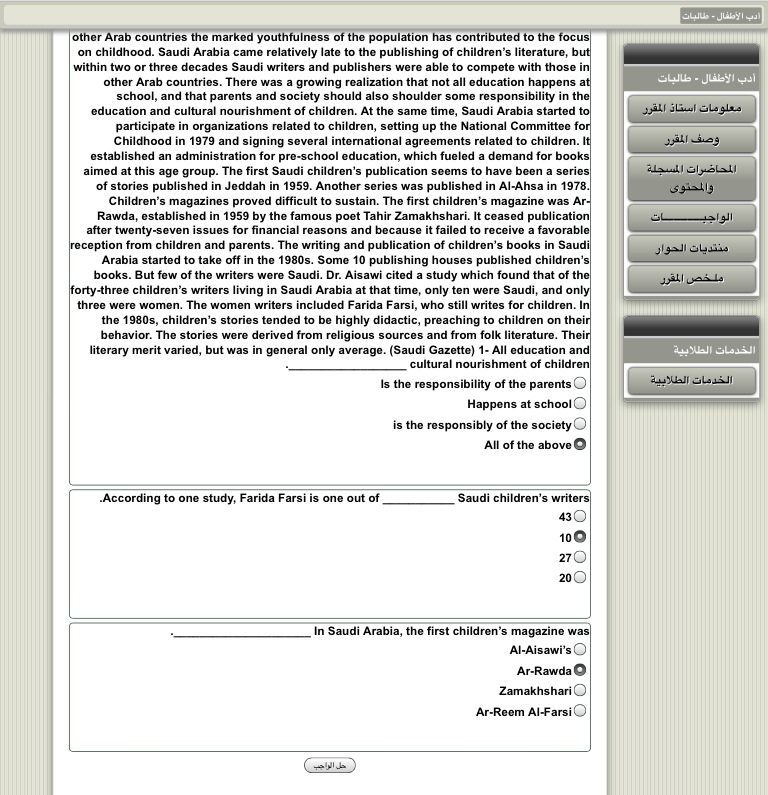 أدب الأطفال - طالبات
other Arab countries the marked youthfulness of the population has contributed to the focus
on childhood. Saudi Arabia came relatively late to the publishing of children's literature, but
within two or three decades Saudi writers and publishers were able to compete with those in
other Arab countries. There was a growing realization that not all education happens at
school, and that parents and society should also shoulder some responsibility in the
education and cultural nourishment of children. At the same time, Saudi Arabia started to
participate in organizations related to children, setting up the National Committee for
Childhood in 1979 and signing several international agreements related to children. It
established an administration for pre-school education, which fueled a demand for books
aimed at this age group. The first Saudi children's publication seems to have been a series
of stories published in Jeddah in 1959. Another series was published in Al-Ahsa in 1978.
Children's magazines proved difficult to sustain. The first children's magazine was Ar-
Rawda, established in 1959 by the famous poet Tahir Zamakhshari. It ceased publication
after twenty-seven issues for financial reasons and because it failed to receive a favorable
reception from children and parents. The writing and publication of children's books in Saudi
Arabia started to take off in the 1980s. Some 10 publishing houses published children's
books. But few of the writers were Saudi. Dr. Aisawi cited a study which found that of the
forty-three children's writers living in Saudi Arabia at that time, only ten were Saudi, and only
three were women. The women writers included Farida Farsi, who still writes for children. In
the 1980s, children's stories tended to be highly didactic, preaching to children on their
behavior. The stories were derived from religious sources and from folk literature. Their
literary merit varied, but was in general only average. (Saudi Gazette) 1- All education and
.__________________ cultural nourishment of children
Is the responsibility of the parents
Happens at school
is the responsibly of the society
All of the above
.According to one study, Farida Farsi is one out of ___________ Saudi children's writers
43
10
27
20
._____________________ In Saudi Arabia, the first children's magazine was
Al-Aisawi's
Ar-Rawda
Zamakhshari
Ar-Reem Al-Farsi
حل الواجب
أدب الأطفال - طالبات
معلومات استاذ المقرر
وصف المقرر
المحاضرات المسجلة
والمحتوى
الواجبـــــــات
منتديات الحوار
ملخص المقرر
الخدمات الطلابية
الخدمات الطلابية